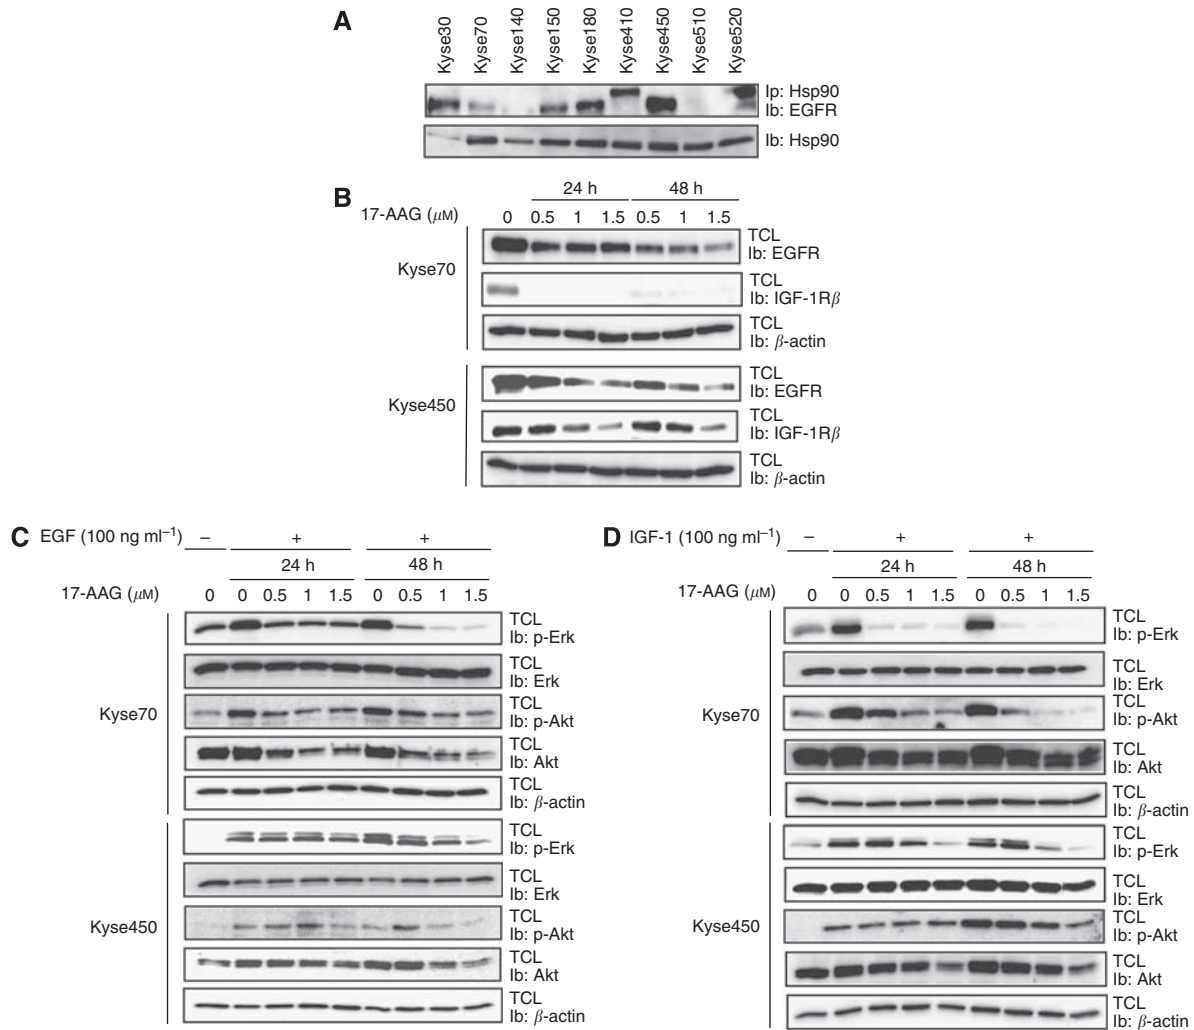 A
Kyse30 Kyse70 Kyse140 Kyse150 Kyse180 Kyse410 Kyse450 Kyse510 Kyse520
Ip: Hsp90
Ib: EGFR
Ib: Hsp90
B
24 h 48 h
17-AAG (μM) 0 0.5 1 1.5 0.5 1 1.5
Kyse70
TCL
Ib: EGFR
TCL
Ib: IGF-1Rβ
TCL
Ib: β-actin
Kyse450
TCL
Ib: EGFR
TCL
Ib: IGF-1Rβ
TCL
Ib: β-actin
C EGF (100 ng ml⁻¹) − + +
24 h 48 h
17-AAG (μM) 0 0 0.5 1 1.5 0 0.5 1 1.5
Kyse70
TCL
Ib: p-Erk
TCL
Ib: Erk
TCL
Ib: p-Akt
TCL
Ib: Akt
TCL
Ib: β-actin
Kyse450
TCL
Ib: p-Erk
TCL
Ib: Erk
TCL
Ib: p-Akt
TCL
Ib: Akt
TCL
Ib: β-actin
D IGF-1 (100 ng ml⁻¹) − + +
24 h 48 h
17-AAG (μM) 0 0 0.5 1 1.5 0 0.5 1 1.5
Kyse70
TCL
Ib: p-Erk
TCL
Ib: Erk
TCL
Ib: p-Akt
TCL
Ib: Akt
TCL
Ib: β-actin
Kyse450
TCL
Ib: p-Erk
TCL
Ib: Erk
TCL
Ib: p-Akt
TCL
Ib: Akt
TCL
Ib: β-actin